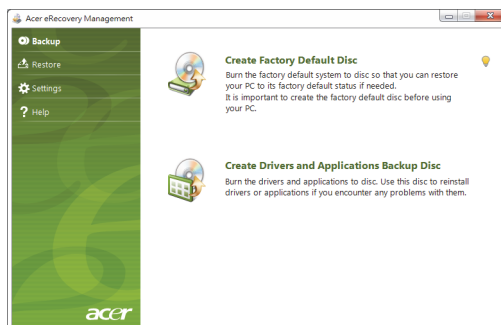 Acer eRecovery Management
Backup
Restore
Settings
Help
Create Factory Default Disc
Burn the factory default system to disc so that you can restore
your PC to its factory default status if needed.
It is important to create the factory default disc before using
your PC.
Create Drivers and Applications Backup Disc
Burn the drivers and applications to disc. Use this disc to reinstall
drivers or applications if you encounter any problems with them.
acer